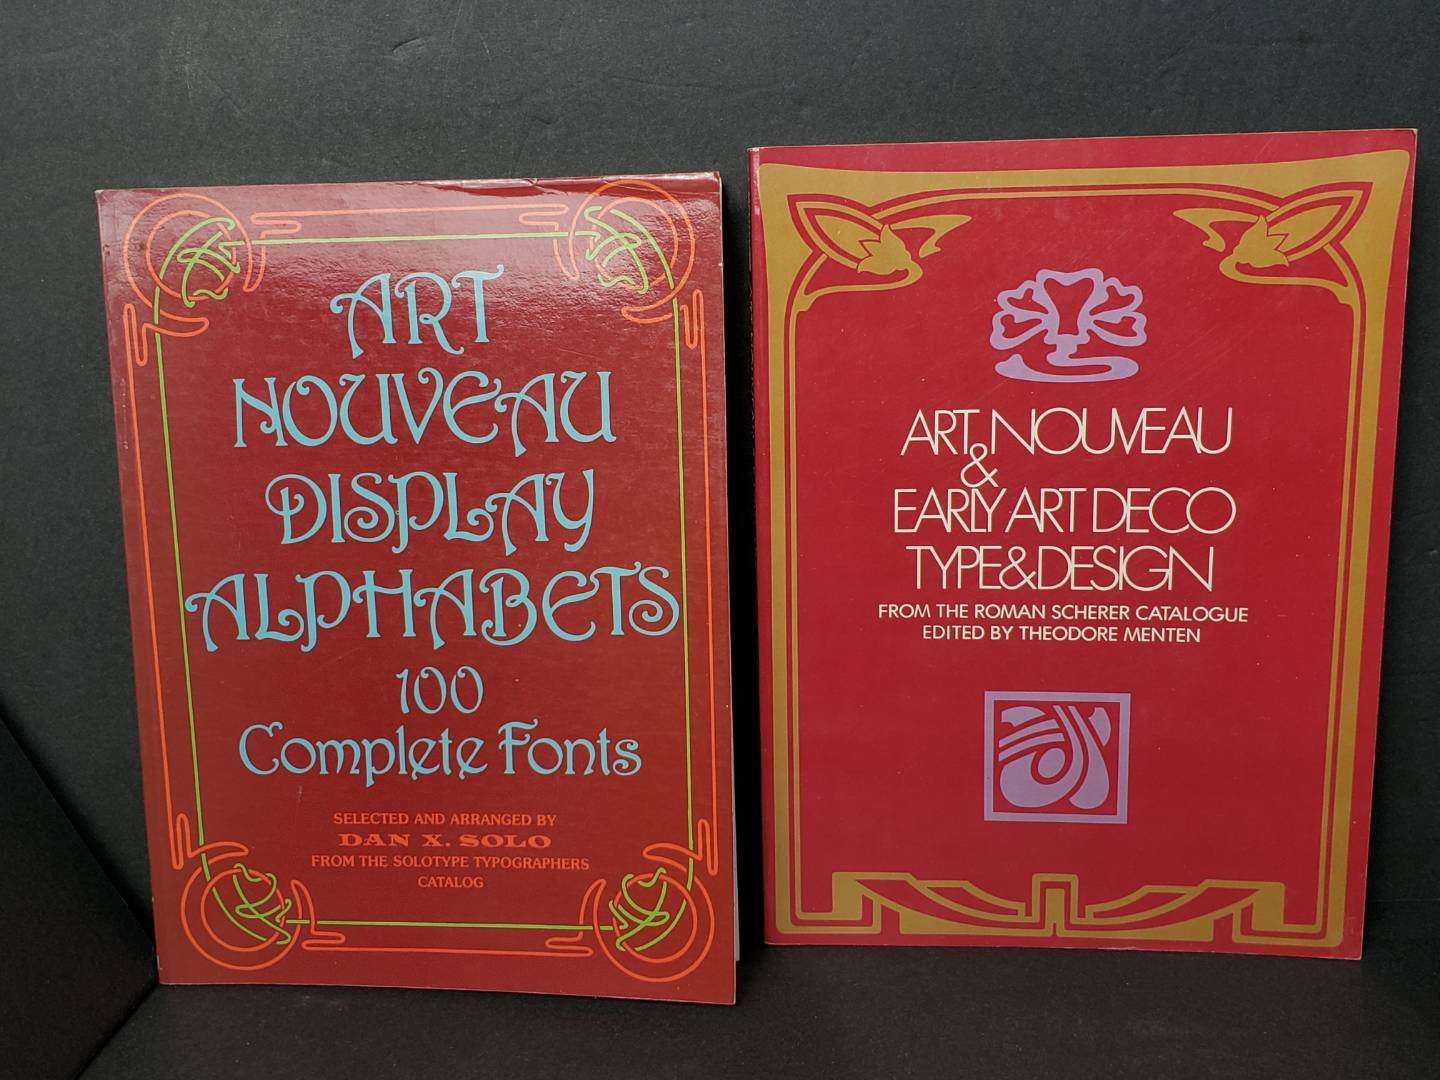 ART
NOUVEAU
DISPLAY
ALPHABETS
100
Complete Fonts
SELECTED AND ARRANGED BY
DAN X. SOLO
FROM THE SOLOTYPE TYPOGRAPHERS
CATALOG
ART NOUVEAU
&
EARLY ART DECO
TYPE & DESIGN
FROM THE ROMAN SCHERER CATALOGUE
EDITED BY THEODORE MENTEN